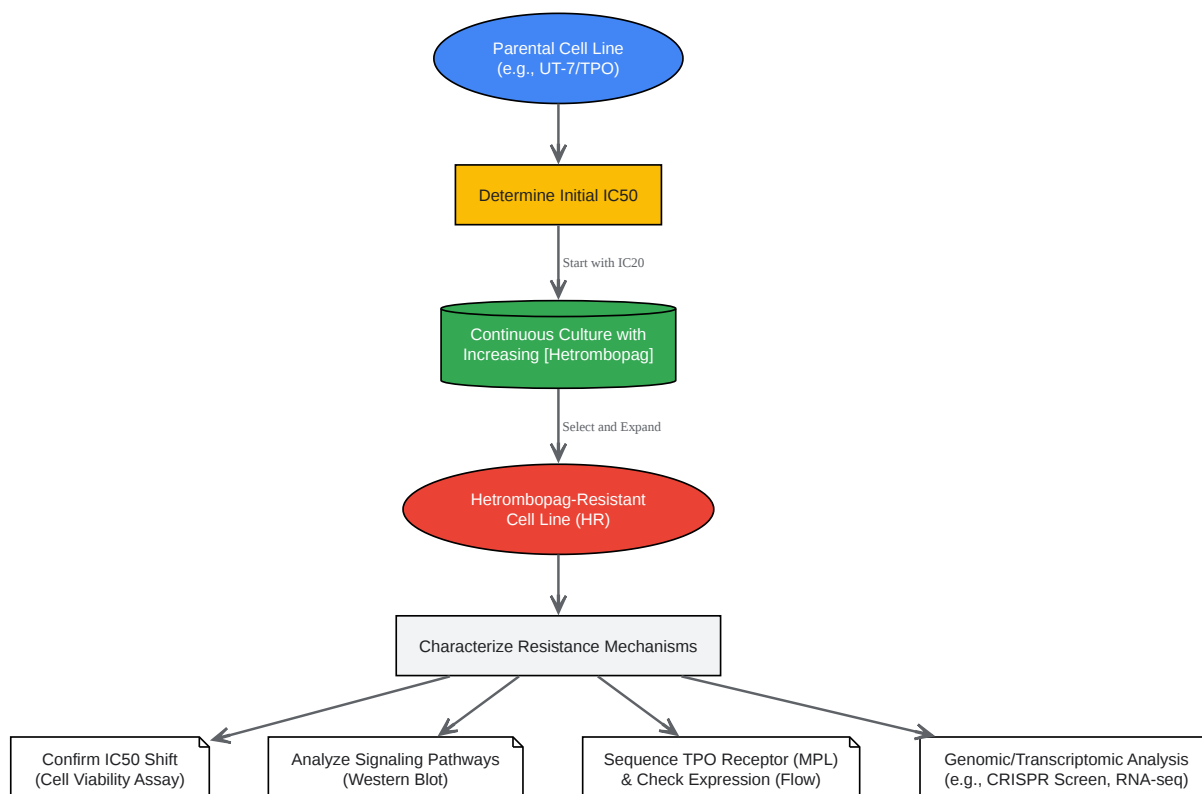 Parental Cell Line
(e.g., UT-7/TPO)
Determine Initial IC50
Start with IC20
Continuous Culture with
Increasing [Hetrombopag]
Select and Expand
Hetrombopag-Resistant
Cell Line (HR)
Characterize Resistance Mechanisms
Confirm IC50 Shift
(Cell Viability Assay)
Analyze Signaling Pathways
(Western Blot)
Sequence TPO Receptor (MPL)
& Check Expression (Flow)
Genomic/Transcriptomic Analysis
(e.g., CRISPR Screen, RNA-seq)